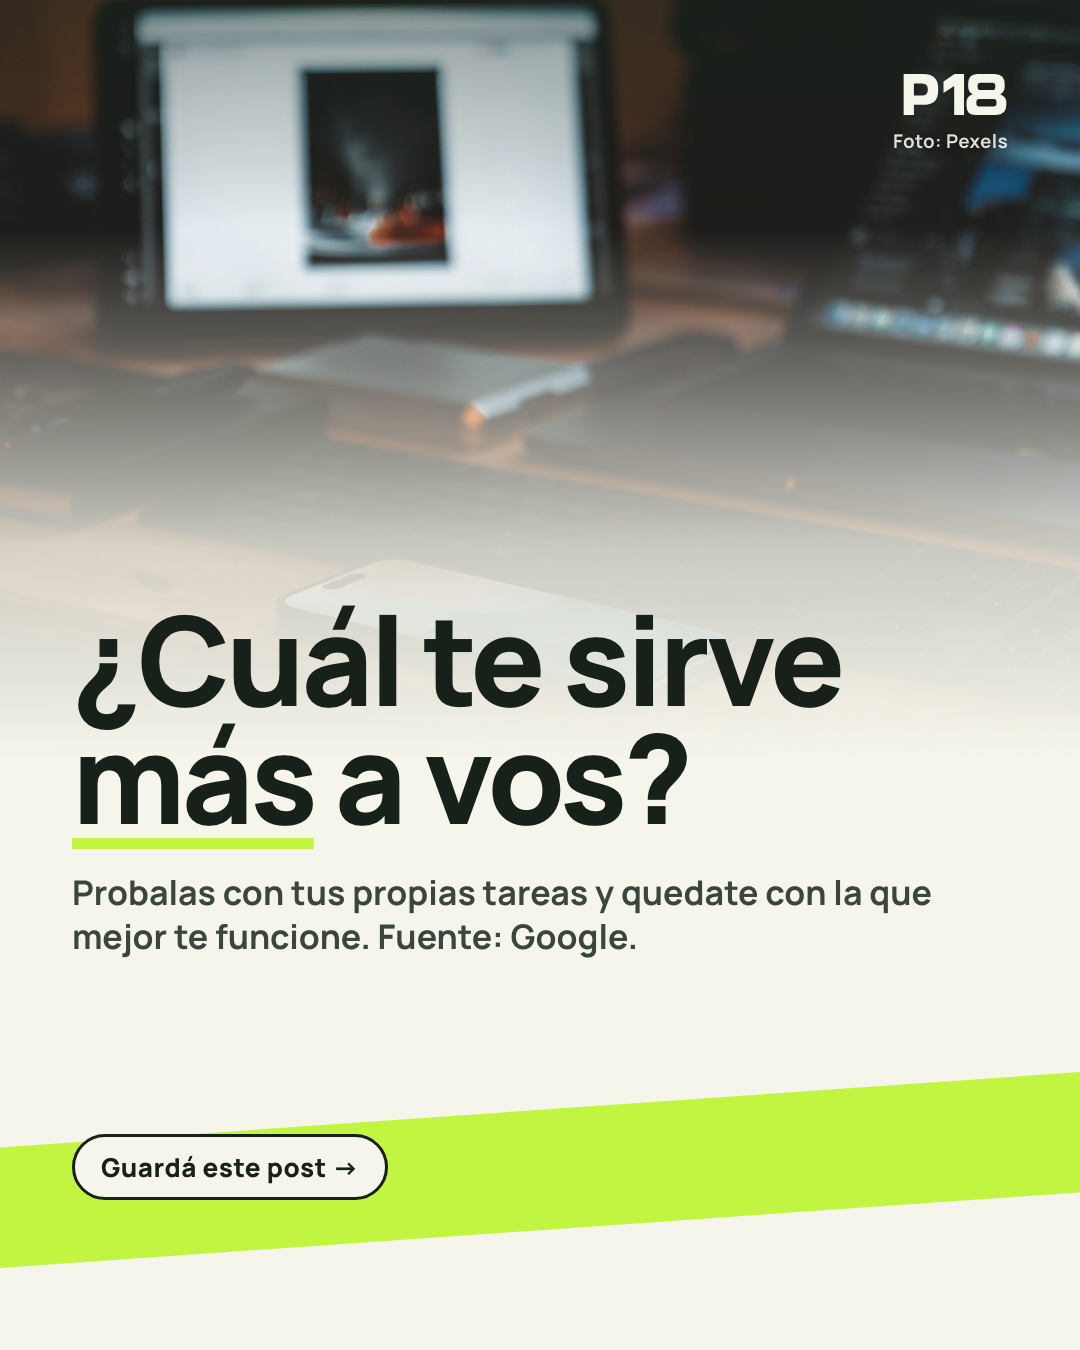 P18
Foto: Pexels
¿Cuál te sirve
más a vos?
Probalas con tus propias tareas y quedate con la que
mejor te funcione. Fuente: Google.
Guardá este post →